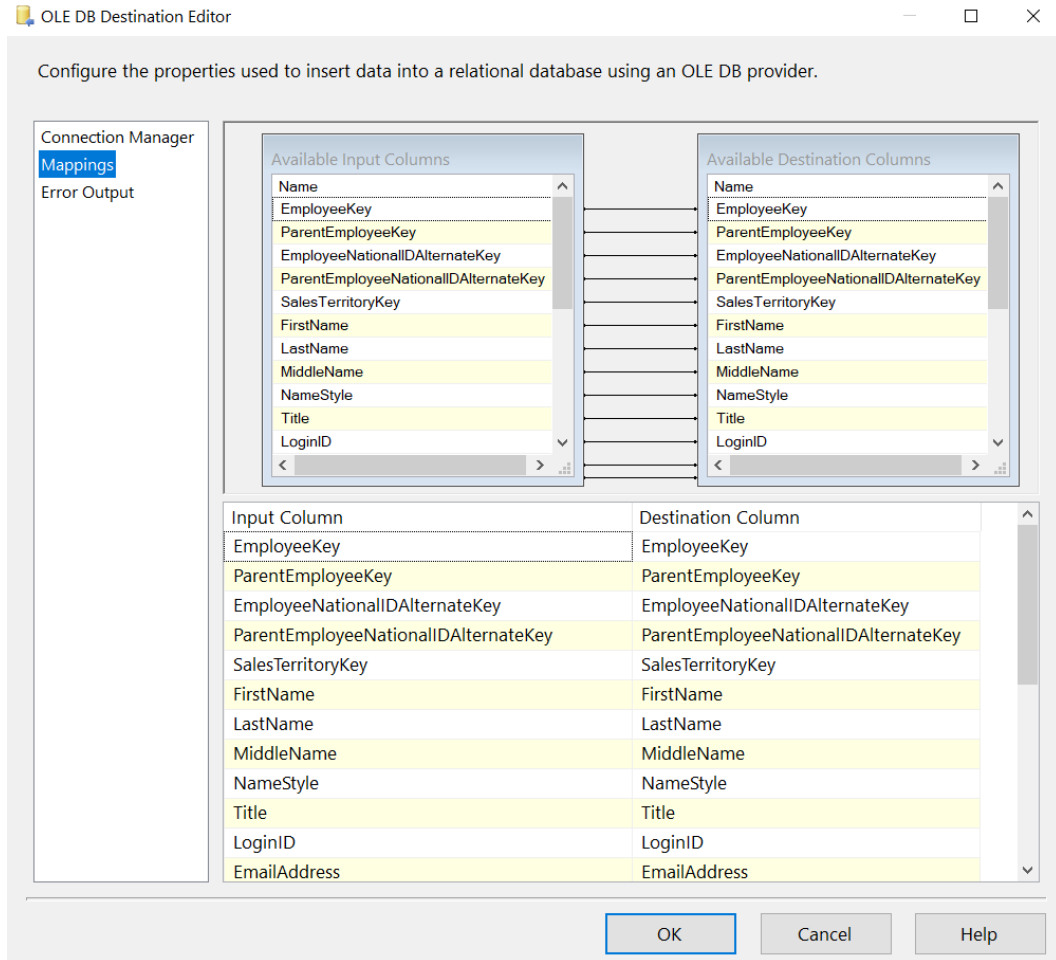 OLE DB Destination Editor
Configure the properties used to insert data into a relational database using an OLE DB provider.
Connection Manager
Mappings
Error Output
Available Input Columns
Name
EmployeeKey
ParentEmployeeKey
EmployeeNationalIDAlternateKey
ParentEmployeeNationalIDAlternateKey
SalesTerritoryKey
FirstName
LastName
MiddleName
NameStyle
Title
LoginID
Available Destination Columns
Name
EmployeeKey
ParentEmployeeKey
EmployeeNationalIDAlternateKey
ParentEmployeeNationalIDAlternateKey
SalesTerritoryKey
FirstName
LastName
MiddleName
NameStyle
Title
LoginID
Input Column Destination Column
EmployeeKey EmployeeKey
ParentEmployeeKey ParentEmployeeKey
EmployeeNationalIDAlternateKey EmployeeNationalIDAlternateKey
ParentEmployeeNationalIDAlternateKey ParentEmployeeNationalIDAlternateKey
SalesTerritoryKey SalesTerritoryKey
FirstName FirstName
LastName LastName
MiddleName MiddleName
NameStyle NameStyle
Title Title
LoginID LoginID
EmailAddress EmailAddress
OK Cancel Help